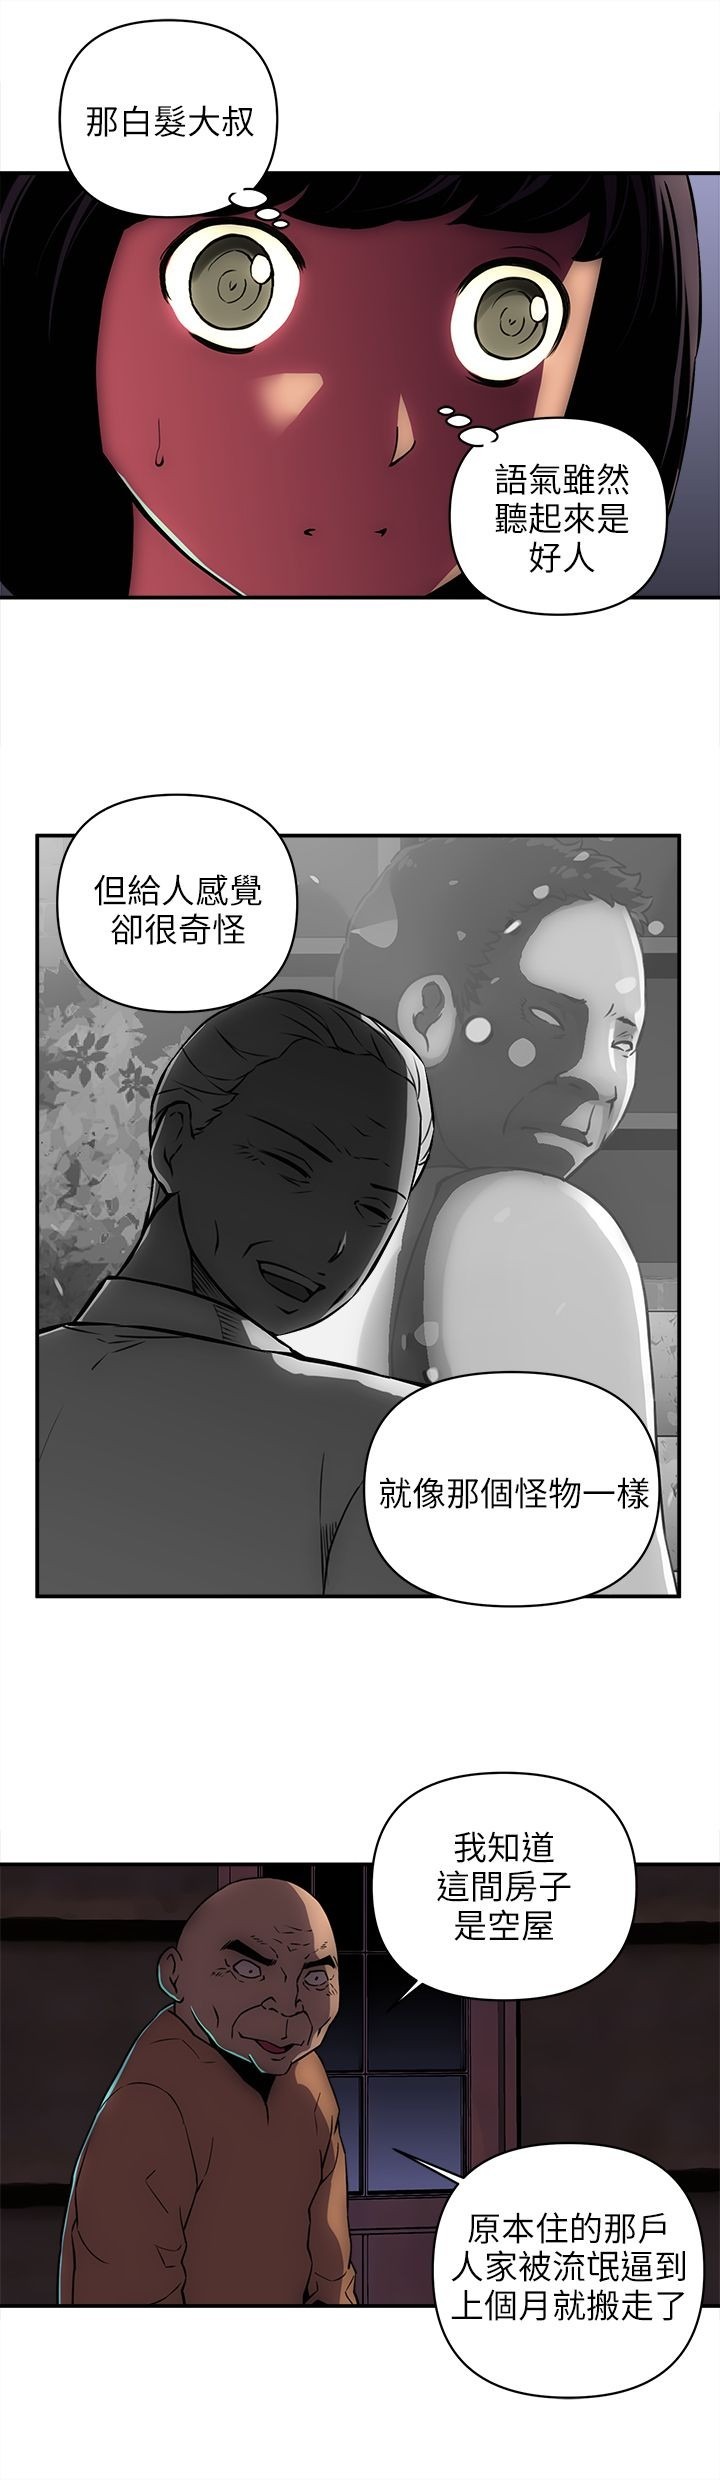 那白髮大叔
語氣雖然
聽起來是
好人
但給人感覺
卻很奇怪
就像那個怪物一樣
我知道
這間房子
是空屋
原本住的那戶
人家被流氓逼到
上個月就搬走了